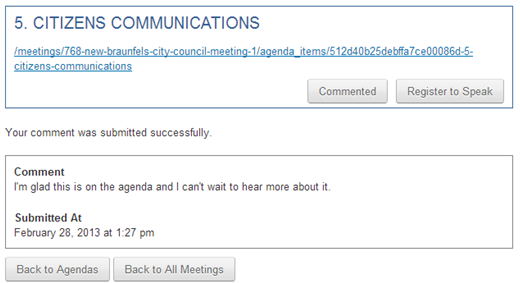 5. CITIZENS COMMUNICATIONS
/meetings/768-new-braunfels-city-council-meeting-1/agenda_items/512d40b25debffa7ce00086d-5-
citizens-communications
Commented Register to Speak
Your comment was submitted successfully.
Comment
I'm glad this is on the agenda and I can't wait to hear more about it.
Submitted At
February 28, 2013 at 1:27 pm
Back to Agendas Back to All Meetings